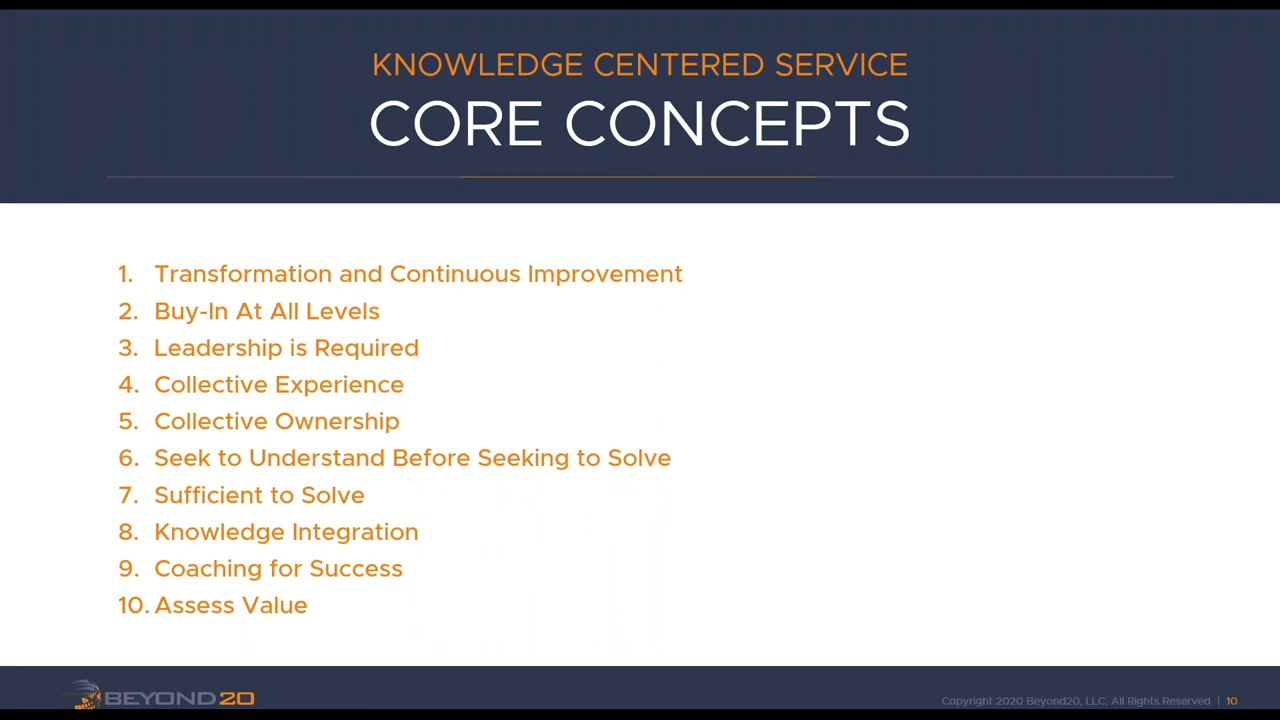 KNOWLEDGE CENTERED SERVICE
CORE CONCEPTS
1. Transformation and Continuous Improvement
2. Buy-In At All Levels
3. Leadership is Required
4. Collective Experience
5. Collective Ownership
6. Seek to Understand Before Seeking to Solve
7. Sufficient to Solve
8. Knowledge Integration
9. Coaching for Success
10. Assess Value
BEYOND20
Copyright 2020 Beyond20, LLC, All Rights Reserved | 10